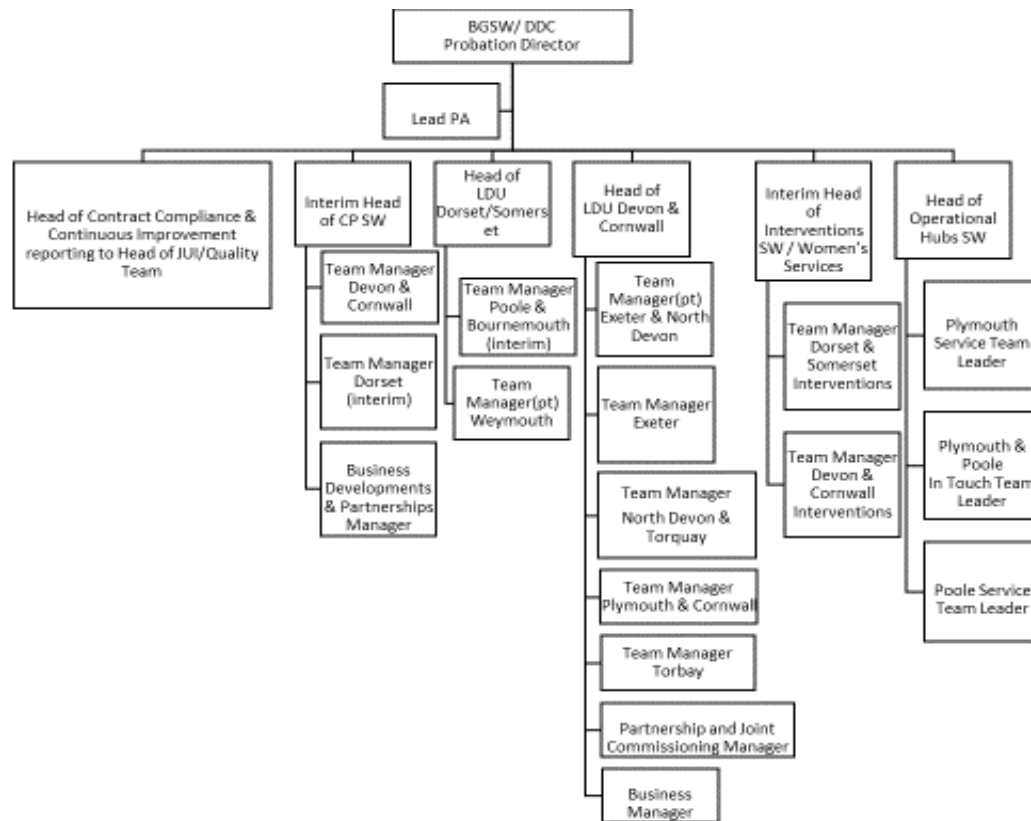 BGSW/ DDC
Probation Director
Lead PA
Head of Contract Compliance &
Continuous Improvement
reporting to Head of JUI/Quality
Team
Interim Head
of CP SW
Team Manager
Devon &
Cornwall
Team Manager
Dorset
(interim)
Business
Developments
& Partnerships
Manager
Head of
LDU
Dorset/Somers
et
Team Manager
Poole &
Bournemouth
(interim)
Team
Manager(pt)
Weymouth
Head of
LDU Devon &
Cornwall
Team
Manager(pt)
Exeter & North
Devon
Team Manager
Exeter
Team Manager
North Devon &
Torquay
Team Manager
Plymouth & Cornwall
Team Manager
Torbay
Partnership and Joint
Commissioning Manager
Business
Manager
Interim Head of
Interventions
SW / Women's
Services
Team Manager
Dorset &
Somerset
Interventions
Team Manager
Devon &
Cornwall
Interventions
Head of
Operational
Hubs SW
Plymouth
Service Team
Leader
Plymouth &
Poole
In Touch Team
Leader
Poole Service
Team Leader